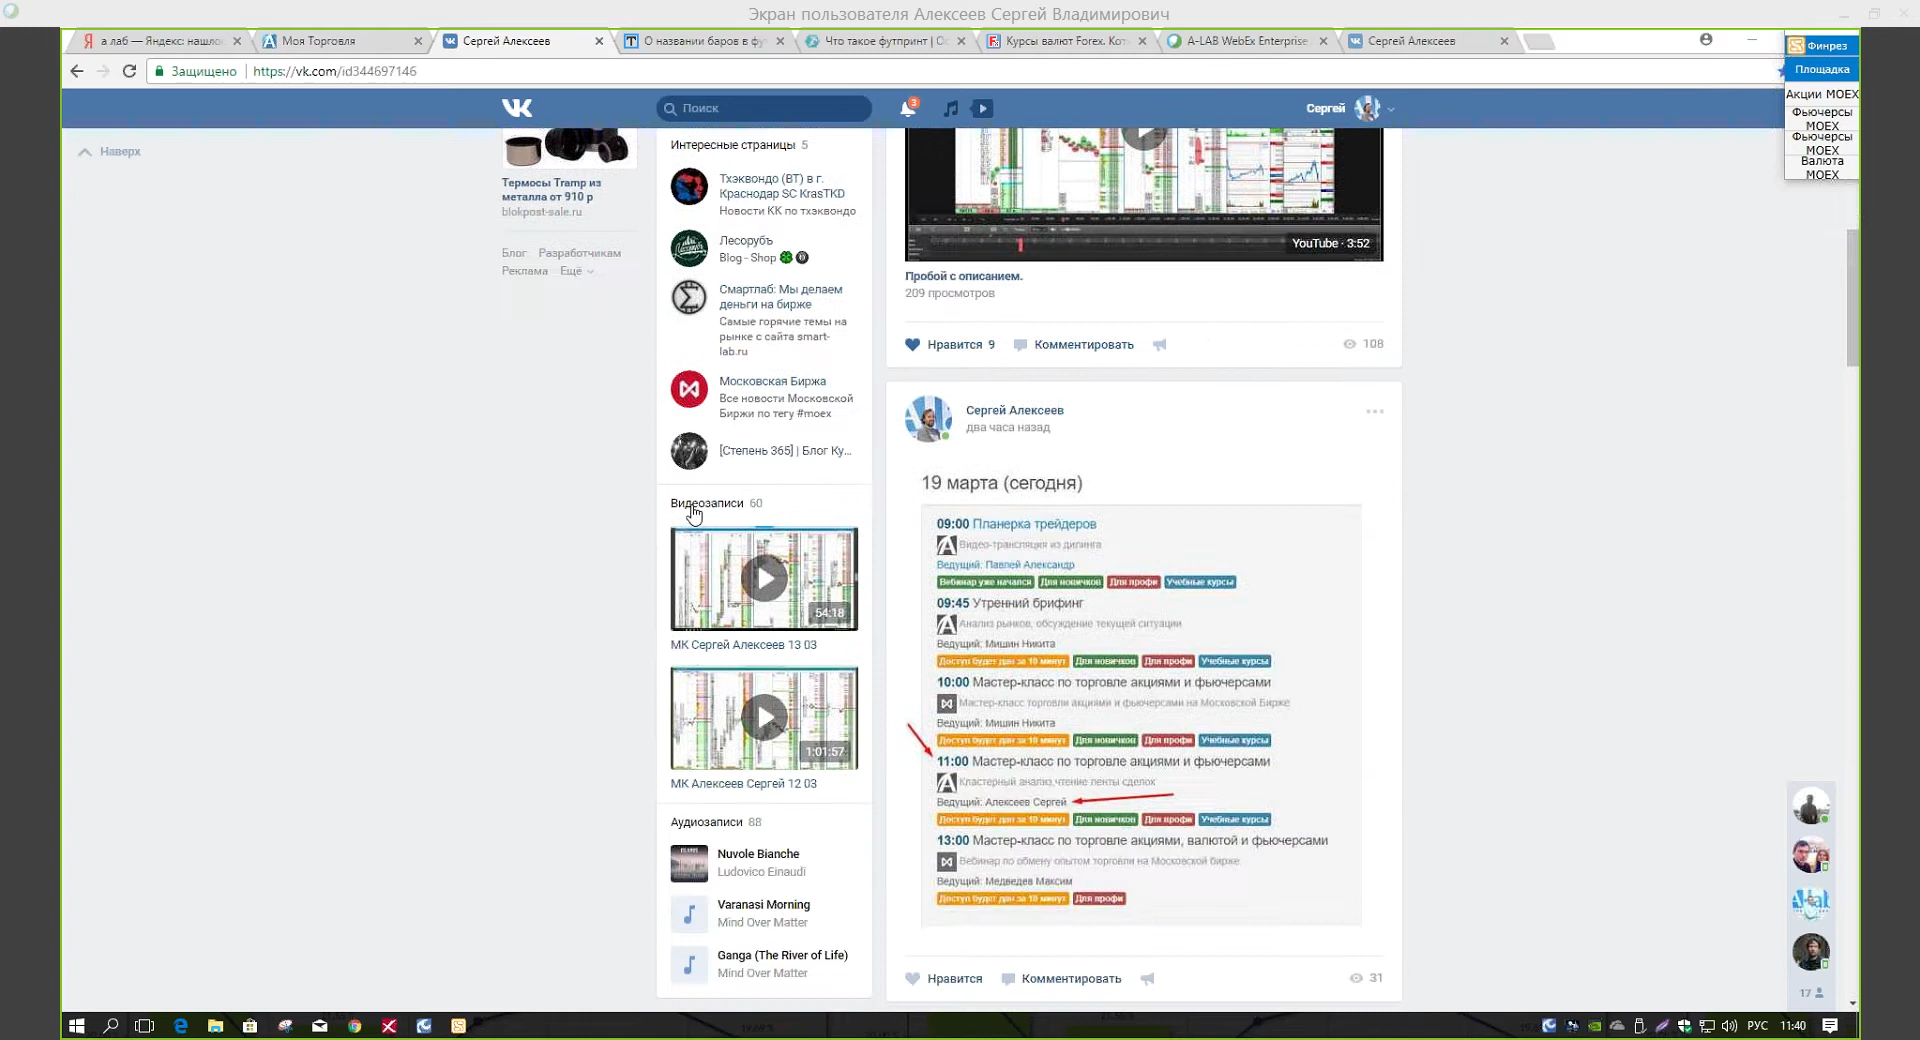 Экран пользователя Алексеев Сергей Владимирович
а лаб — Яндекс: нашло
Моя Торговля
Сергей Алексеев
О названии баров в фу
Что такое футпринт | Ос
Курсы валют Forex. Кот
A-LAB WebEx Enterprise
Сергей Алексеев
Финрез
Площадка
Акции MOEX
Фьючерсы
MOEX
Фьючерсы
MOEX
Валюта
MOEX
Защищено
https://vk.com/id344697146
Поиск
3
Сергей
Наверх
Термосы Tramp из
металла от 910 р
blokpost-sale.ru
Блог Разработчикам
Реклама Ещё
Интересные страницы 5
Тхэквондо (ВТ) в г.
Краснодар SC KrasTKD
Новости КК по тхэквондо
Лесорубъ
Blog - Shop
Смартлаб: Мы делаем
деньги на бирже
Самые горячие темы на
рынке с сайта smart-
lab.ru
Московская Биржа
Все новости Московской
Биржи по тегу #moex
[Степень 365] | Блог Ку...
Видеозаписи 60
54:18
МК Сергей Алексеев 13 03
1:01:57
МК Алексеев Сергей 12 03
Аудиозаписи 88
Nuvole Bianche
Ludovico Einaudi
Varanasi Morning
Mind Over Matter
Ganga (The River of Life)
Mind Over Matter
YouTube · 3:52
Пробой с описанием.
209 просмотров
Нравится 9 Комментировать 108
Сергей Алексеев
два часа назад
19 марта (сегодня)
09:00 Планерка трейдеров
Видео-трансляция из дилинга
Ведущий: Павлей Александр
Вебинар уже начался Для новичков Для профи Учебные курсы
09:45 Утренний брифинг
Анализ рынков, обсуждение текущей ситуации
Ведущий: Мишин Никита
Доступ будет дан за 10 минут Для новичков Для профи Учебные курсы
10:00 Мастер-класс по торговле акциями и фьючерсами
Мастер-класс торговли акциями и фьючерсами на Московской Бирже
Ведущий: Мишин Никита
Доступ будет дан за 10 минут Для новичков Для профи Учебные курсы
11:00 Мастер-класс по торговле акциями и фьючерсами
Кластерный анализ,чтение ленты сделок
Ведущий: Алексеев Сергей
Доступ будет дан за 10 минут Для новичков Для профи Учебные курсы
13:00 Мастер-класс по торговле акциями, валютой и фьючерсами
Вебинар по обмену опытом торговли на Московской бирже
Ведущий: Медведев Максим
Доступ будет дан за 10 минут Для профи
Нравится Комментировать 31
17
РУС 11:40